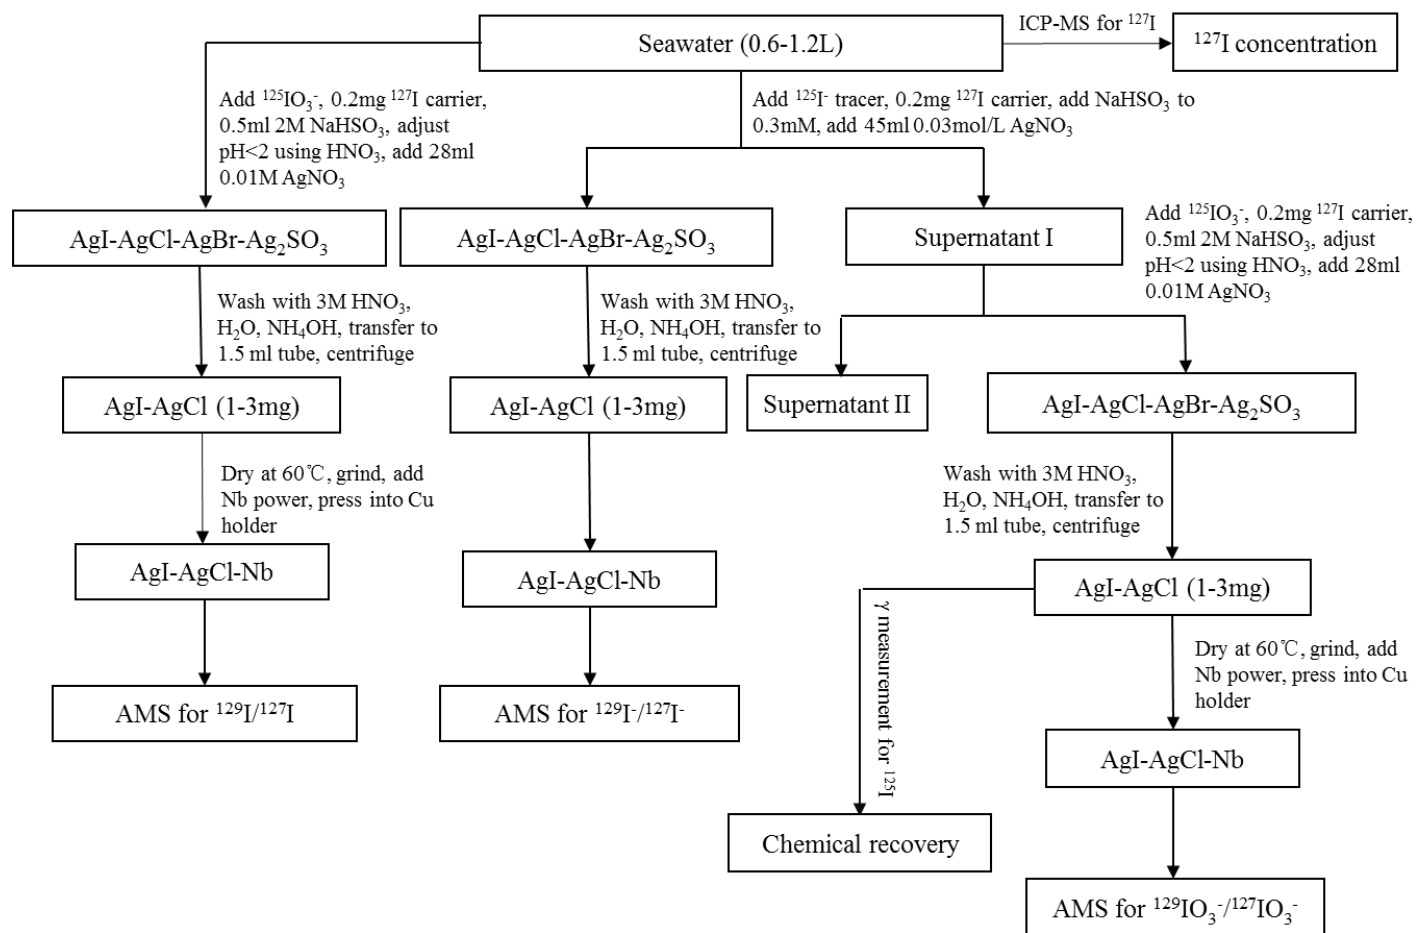 Seawater (0.6-1.2L)
ICP-MS for ¹²⁷I
¹²⁷I concentration
Add ¹²⁵IO₃⁻, 0.2mg ¹²⁷I carrier,
0.5ml 2M NaHSO₃, adjust
pH<2 using HNO₃, add 28ml
0.01M AgNO₃
Add ¹²⁵I⁻ tracer, 0.2mg ¹²⁷I carrier, add NaHSO₃ to
0.3mM, add 45ml 0.03mol/L AgNO₃
AgI-AgCl-AgBr-Ag₂SO₃
AgI-AgCl-AgBr-Ag₂SO₃
Supernatant I
Add ¹²⁵IO₃⁻, 0.2mg ¹²⁷I carrier,
0.5ml 2M NaHSO₃, adjust
pH<2 using HNO₃, add 28ml
0.01M AgNO₃
Wash with 3M HNO₃,
H₂O, NH₄OH, transfer to
1.5 ml tube, centrifuge
Wash with 3M HNO₃,
H₂O, NH₄OH, transfer to
1.5 ml tube, centrifuge
AgI-AgCl (1-3mg)
AgI-AgCl (1-3mg)
Supernatant II
AgI-AgCl-AgBr-Ag₂SO₃
Dry at 60℃, grind, add
Nb power, press into Cu
holder
Wash with 3M HNO₃,
H₂O, NH₄OH, transfer to
1.5 ml tube, centrifuge
AgI-AgCl-Nb
AgI-AgCl-Nb
AgI-AgCl (1-3mg)
γ measurement for ¹²⁵I
Dry at 60℃, grind, add
Nb power, press into Cu
holder
AMS for ¹²⁹I/¹²⁷I
AMS for ¹²⁹I⁻/¹²⁷I⁻
AgI-AgCl-Nb
Chemical recovery
AMS for ¹²⁹IO₃⁻/¹²⁷IO₃⁻